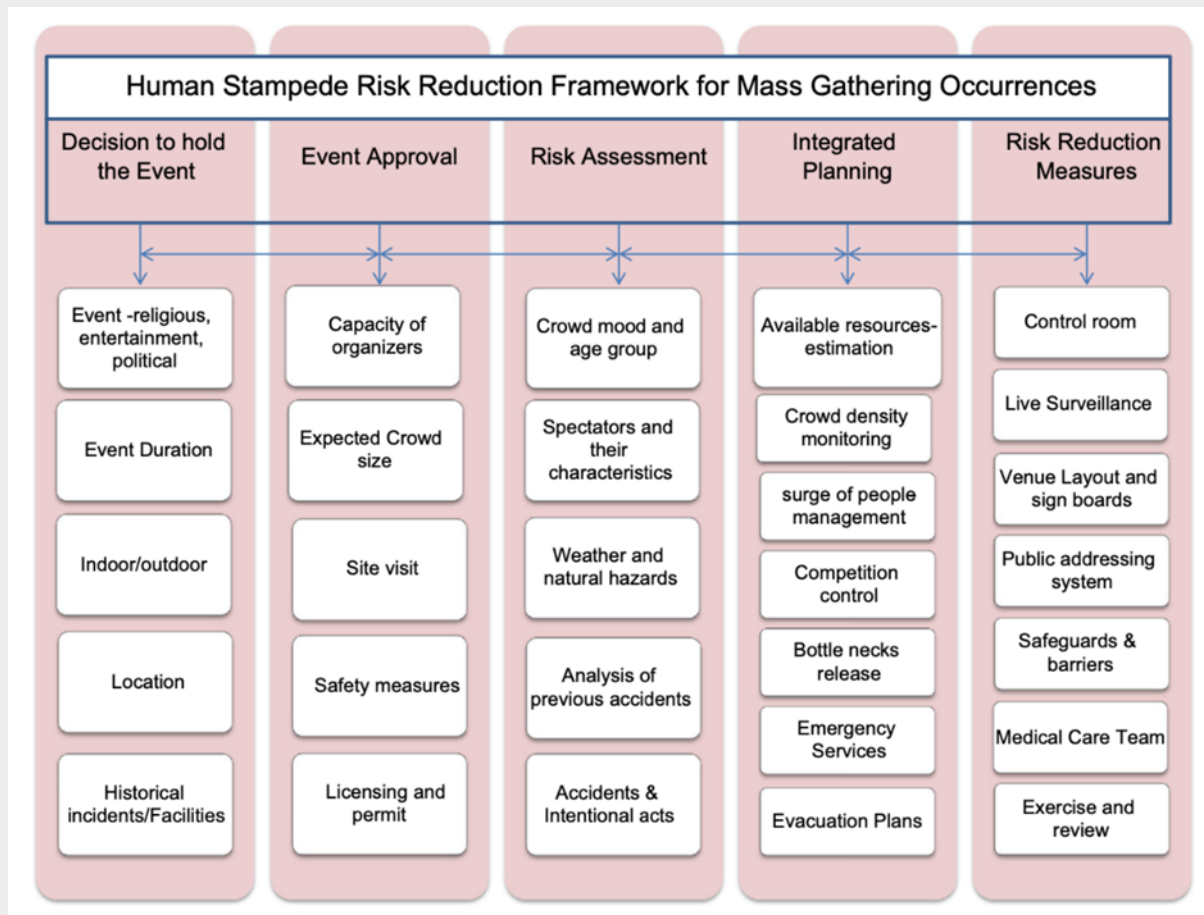 Human Stampede Risk Reduction Framework for Mass Gathering Occurrences
Decision to hold
the Event
Event Approval
Risk Assessment
Integrated
Planning
Risk Reduction
Measures
Event -religious,
entertainment,
political
Event Duration
Indoor/outdoor
Location
Historical
incidents/Facilities
Capacity of
organizers
Expected Crowd
size
Site visit
Safety measures
Licensing and
permit
Crowd mood and
age group
Spectators and
their
characteristics
Weather and
natural hazards
Analysis of
previous accidents
Accidents &
Intentional acts
Available resources-
estimation
Crowd density
monitoring
surge of people
management
Competition
control
Bottle necks
release
Emergency
Services
Evacuation Plans
Control room
Live Surveillance
Venue Layout and
sign boards
Public addressing
system
Safeguards &
barriers
Medical Care Team
Exercise and
review